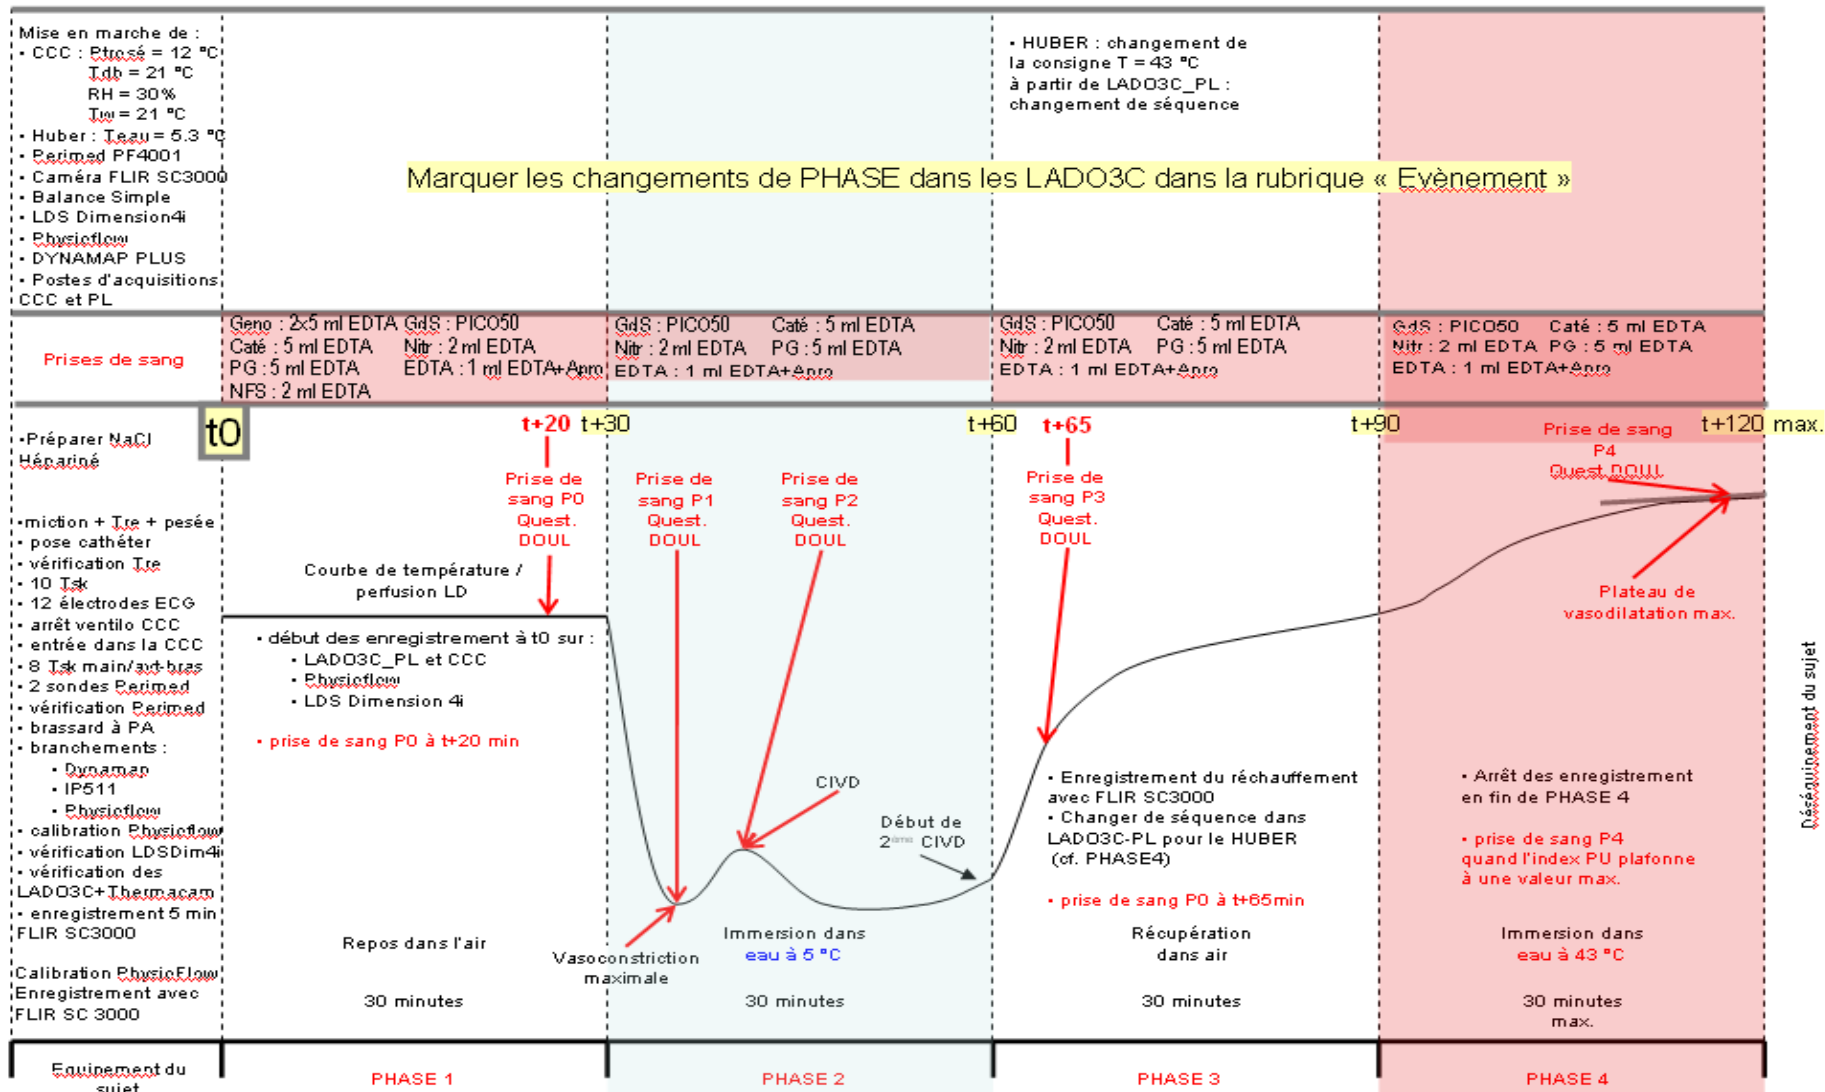 Mise en marche de :
• CCC : Ptrosé = 12 °C
Tdb = 21 °C
RH = 30%
Tw = 21 °C
• Huber : Teau = 5.3 °C
• Perimed PF4001
• Caméra FLIR SC3000
• Balance Simple
• LDS Dimension4i
• Physioflow
• DYNAMAP PLUS
• Postes d'acquisitions
CCC et PL
• HUBER : changement de
la consigne T = 43 °C
à partir de LADO3C_PL :
changement de séquence
Marquer les changements de PHASE dans les LADO3C dans la rubrique « Evènement »
Prises de sang
Geno : 2x5 ml EDTA GdS : PICO50
Caté : 5 ml EDTA Nitr : 2 ml EDTA
PG : 5 ml EDTA EDTA : 1 ml EDTA+Apro
NFS : 2 ml EDTA
GdS : PICO50 Caté : 5 ml EDTA
Nitr : 2 ml EDTA PG : 5 ml EDTA
EDTA : 1 ml EDTA+Apro
GdS : PICO50 Caté : 5 ml EDTA
Nitr : 2 ml EDTA PG : 5 ml EDTA
EDTA : 1 ml EDTA+Apro
GdS : PICO50 Caté : 5 ml EDTA
Nitr : 2 ml EDTA PG : 5 ml EDTA
EDTA : 1 ml EDTA+Apro
t0
t+20
t+30
t+60
t+65
t+90
t+120 max.
•Préparer NaCl
Hépariné
•miction + Tre + pesée
• pose cathéter
• vérification Tre
• 10 Tsk
• 12 électrodes ECG
• arrêt ventilo CCC
• entrée dans la CCC
• 8 Tsk main/avt-bras
• 2 sondes Perimed
• vérification Perimed
• brassard à PA
• branchements :
• Dynamap
• IP511
• Physioflow
• calibration Physioflow
• vérification LDSDim4i
• vérification des
LADO3C+Thermacam
• enregistrement 5 min
FLIR SC3000
Calibration PhysioFlow
Enregistrement avec
FLIR SC 3000
Prise de
sang P0
Quest.
DOUL
Courbe de température /
perfusion LD
• début des enregistrement à t0 sur :
• LADO3C_PL et CCC
• Physioflow
• LDS Dimension 4i
• prise de sang P0 à t+20 min
Repos dans l'air
30 minutes
Prise de
sang P1
Quest.
DOUL
Prise de
sang P2
Quest.
DOUL
CIVD
Début de
2ème CIVD
Vasoconstriction
maximale
Immersion dans
eau à 5 °C
30 minutes
Prise de
sang P3
Quest.
DOUL
• Enregistrement du réchauffement
avec FLIR SC3000
• Changer de séquence dans
LADO3C-PL pour le HUBER
(cf. PHASE4)
• prise de sang P0 à t+65min
Récupération
dans air
30 minutes
Prise de sang
P4
Quest.DOUL
Plateau de
vasodilatation max.
• Arrêt des enregistrement
en fin de PHASE 4
• prise de sang P4
quand l'index PU plafonne
à une valeur max.
Immersion dans
eau à 43 °C
30 minutes
max.
Déséquipement du sujet
Equipement du
sujet
PHASE 1
PHASE 2
PHASE 3
PHASE 4